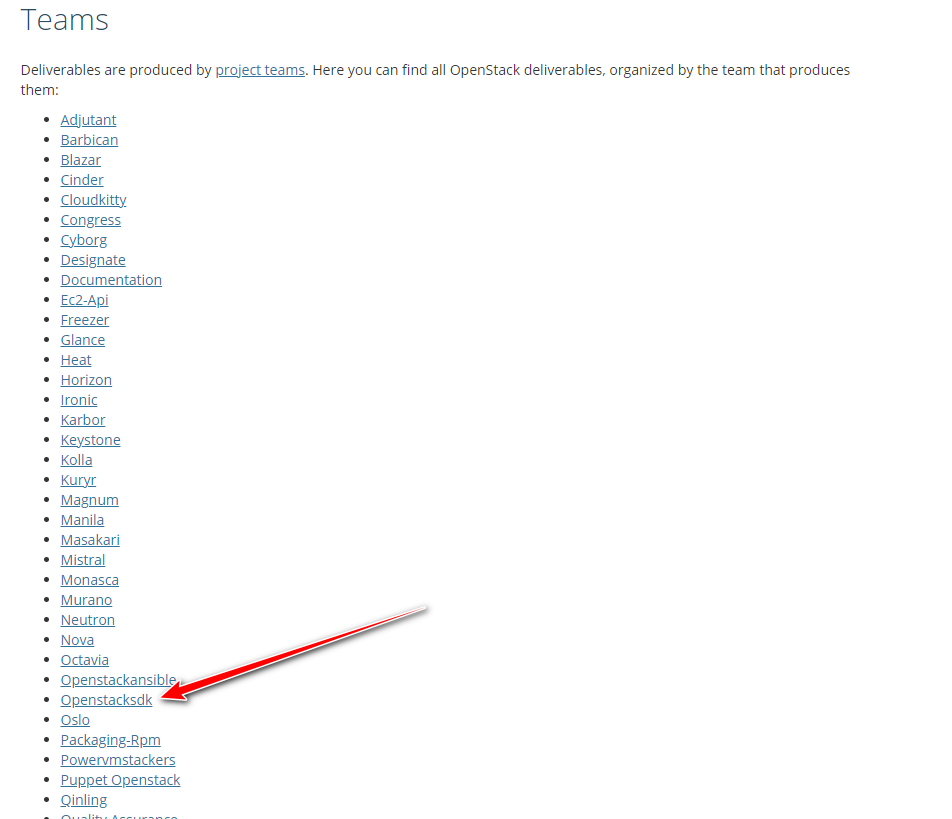 Teams
Deliverables are produced by project teams. Here you can find all OpenStack deliverables, organized by the team that produces
them:
Adjutant
Barbican
Blazar
Cinder
Cloudkitty
Congress
Cyborg
Designate
Documentation
Ec2-Api
Freezer
Glance
Heat
Horizon
Ironic
Karbor
Keystone
Kolla
Kuryr
Magnum
Manila
Masakari
Mistral
Monasca
Murano
Neutron
Nova
Octavia
Openstackansible
Openstacksdk
Oslo
Packaging-Rpm
Powervmstackers
Puppet Openstack
Qinling
Quality Assurance